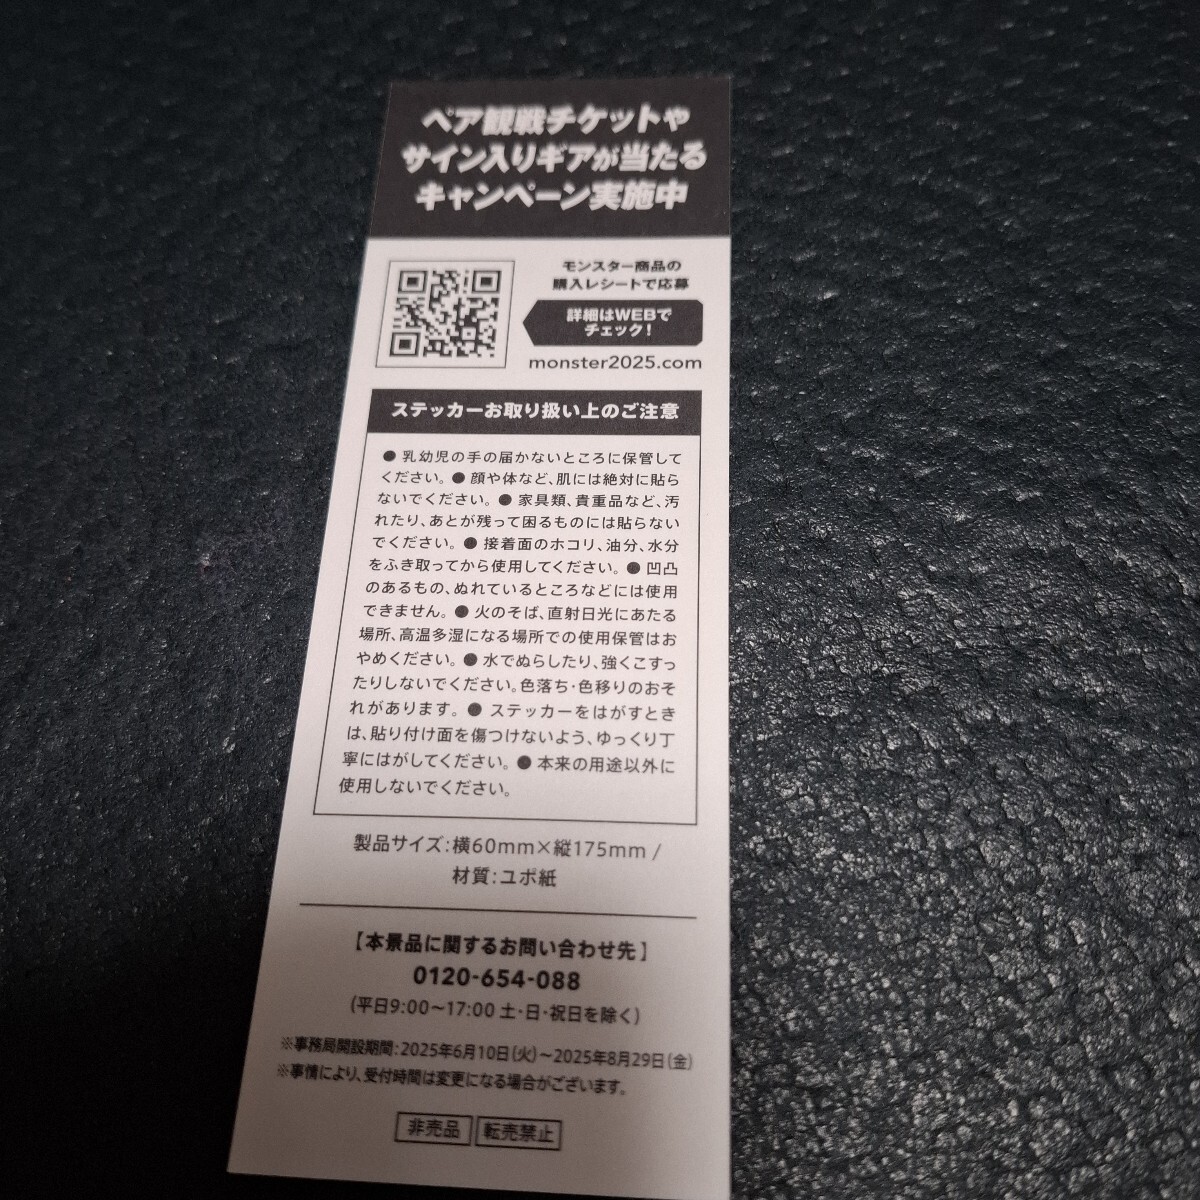 ペア観戦チケットや
サイン入りギアが当たる
キャンペーン実施中
モンスター商品の
購入レシートで応募
詳細はWEBで
チェック！
monster2025.com
ステッカーお取り扱い上のご注意
● 乳幼児の手の届かないところに保管して
ください。● 顔や体など、肌には絶対に貼ら
ないでください。● 家具類、貴重品など、汚
れたり、あとが残って困るものには貼らない
でください。● 接着面のホコリ、油分、水分
をふき取ってから使用してください。● 凹凸
のあるもの、ぬれているところなどには使用
できません。● 火のそば、直射日光にあたる
場所、高温多湿になる場所での使用保管はお
やめください。● 水でぬらしたり、強くこすっ
たりしないでください。色落ち・色移りのおそ
れがあります。● ステッカーをはがすとき
は、貼り付け面を傷つけないよう、ゆっくり丁
寧にはがしてください。● 本来の用途以外に
使用しないでください。
製品サイズ：横60mm×縦175mm /
材質：ユポ紙
【本景品に関するお問い合わせ先】
0120-654-088
(平日9:00〜17:00 土・日・祝日を除く)
※事務局開設期間：2025年6月10日(火)〜2025年8月29日(金)
※事情により、受付時間は変更になる場合がございます。
非売品 転売禁止